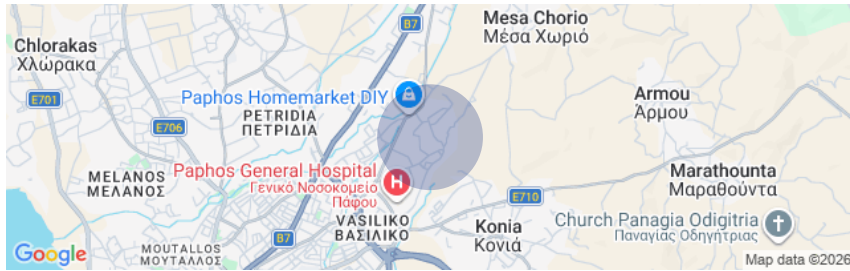 B7
Mesa Chorio
Μέσα Χωριό
Chlorakas
Χλώρακα
E701
Paphos Homemarket DIY
Armou
Άρμου
PETRIDIA
ΠΕΤΡΙΔΙΑ
E706
Paphos General Hospital
Γενικό Νοσοκομείο
Πάφου
H
MELANOS
ΜΕΛΑΝΟΣ
Marathounta
Μαραθούντα
E710
VASILIKO
ΒΑΣΙΛΙΚΟ
Konia
Κονιά
Church Panagia Odigitria
Παναγίας Οδηγήτριας
B7
MOUTALLOS
ΜΟΥΤΑΛΛΟΣ
Google
Map data ©2026